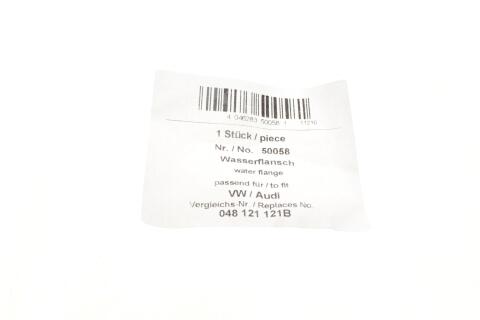 4 046283 50058 1 11216
1 Stück / piece
Nr. / No. 50058
Wasserflansch
water flange
passend für / to fit
VW / Audi
Vergleichs-Nr. / Replaces No.
048 121 121B